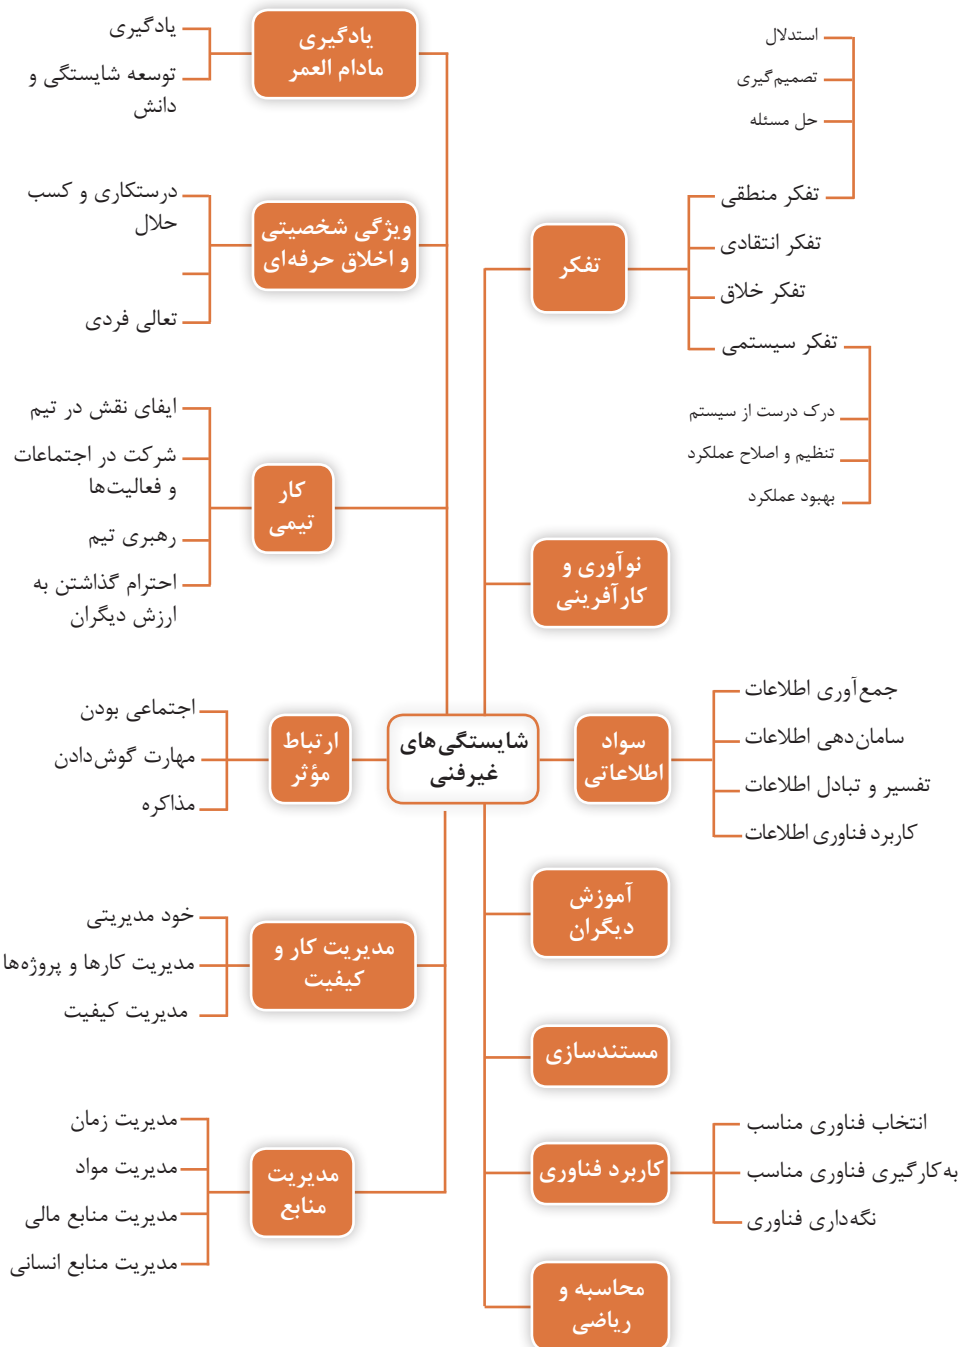 استدلال
تصمیم‌گیری
حل مسئله
تفکر منطقی
تفکر انتقادی
تفکر خلاق
تفکر سیستمی
درک درست از سیستم
تنظیم و اصلاح عملکرد
بهبود عملکرد
تفکر
نوآوری و
کارآفرینی
جمع‌آوری اطلاعات
سامان‌دهی اطلاعات
تفسیر و تبادل اطلاعات
کاربرد فناوری اطلاعات
سواد
اطلاعاتی
آموزش
دیگران
مستندسازی
انتخاب فناوری مناسب
به‌کارگیری فناوری مناسب
نگه‌داری فناوری
کاربرد فناوری
محاسبه و
ریاضی
شایستگی‌های
غیرفنی
یادگیری
مادام العمر
یادگیری
توسعه شایستگی و
دانش
ویژگی شخصیتی
و اخلاق حرفه‌ای
درستکاری و کسب
حلال
تعالی فردی
کار
تیمی
ایفای نقش در تیم
شرکت در اجتماعات
و فعالیت‌ها
رهبری تیم
احترام گذاشتن به
ارزش دیگران
ارتباط
مؤثر
اجتماعی بودن
مهارت گوش‌دادن
مذاکره
مدیریت کار و
کیفیت
خود مدیریتی
مدیریت کارها و پروژه‌ها
مدیریت کیفیت
مدیریت
منابع
مدیریت زمان
مدیریت مواد
مدیریت منابع مالی
مدیریت منابع انسانی